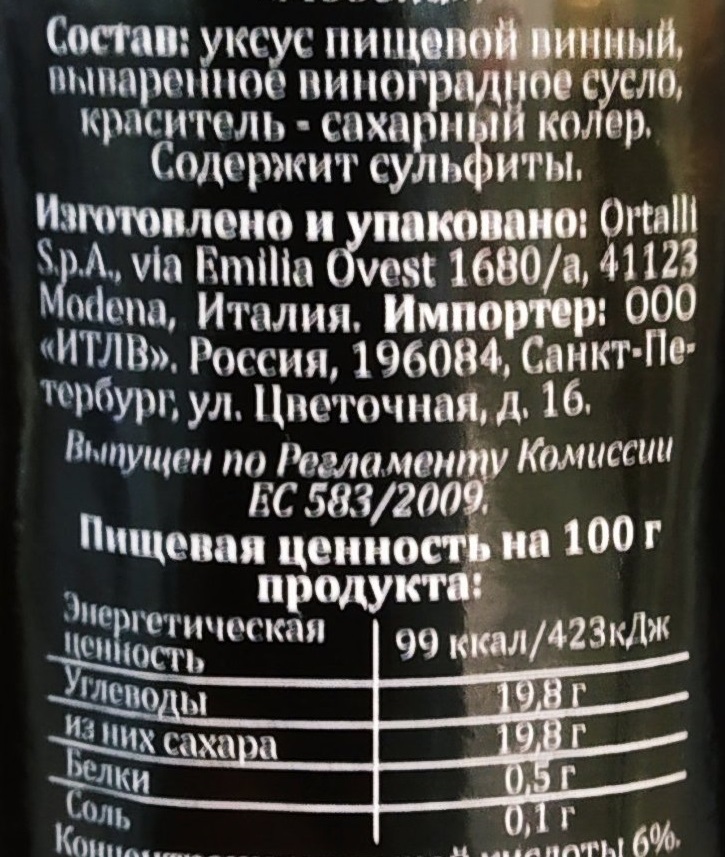 Состав: уксус пищевой винный,
выпаренное виноградное сусло,
краситель - сахарный колер.
Содержит сульфиты.
Изготовлено и упаковано: Ortalli
S.p.A., via Emilia Ovest 1680/a, 41123
Modena, Италия. Импортер: ООО
«ИТЛВ». Россия, 196084, Санкт-Пе-
тербург, ул. Цветочная, д. 16.
Выпущен по Регламенту Комиссии
ЕС 583/2009.
Пищевая ценность на 100 г
продукта:
Энергетическая
ценность 99 ккал/423кДж
Углеводы 19,8 г
из них сахара 19,8 г
Белки 0,5 г
Соль 0,1 г
кислоты 6%.